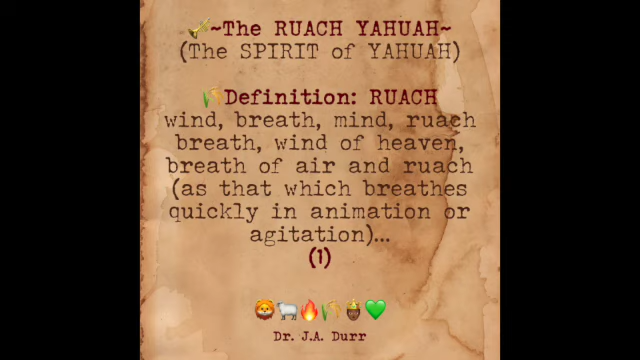 🎺~The RUACH YAHUAH~
(The SPIRIT of YAHUAH)
🌾Definition: RUACH
wind, breath, mind, ruach
breath, wind of heaven,
breath of air and ruach
(as that which breathes
quickly in animation or
agitation)...
(1)
🦁🐑🔥🌾🤴🏾💚
Dr. J.A. Durr